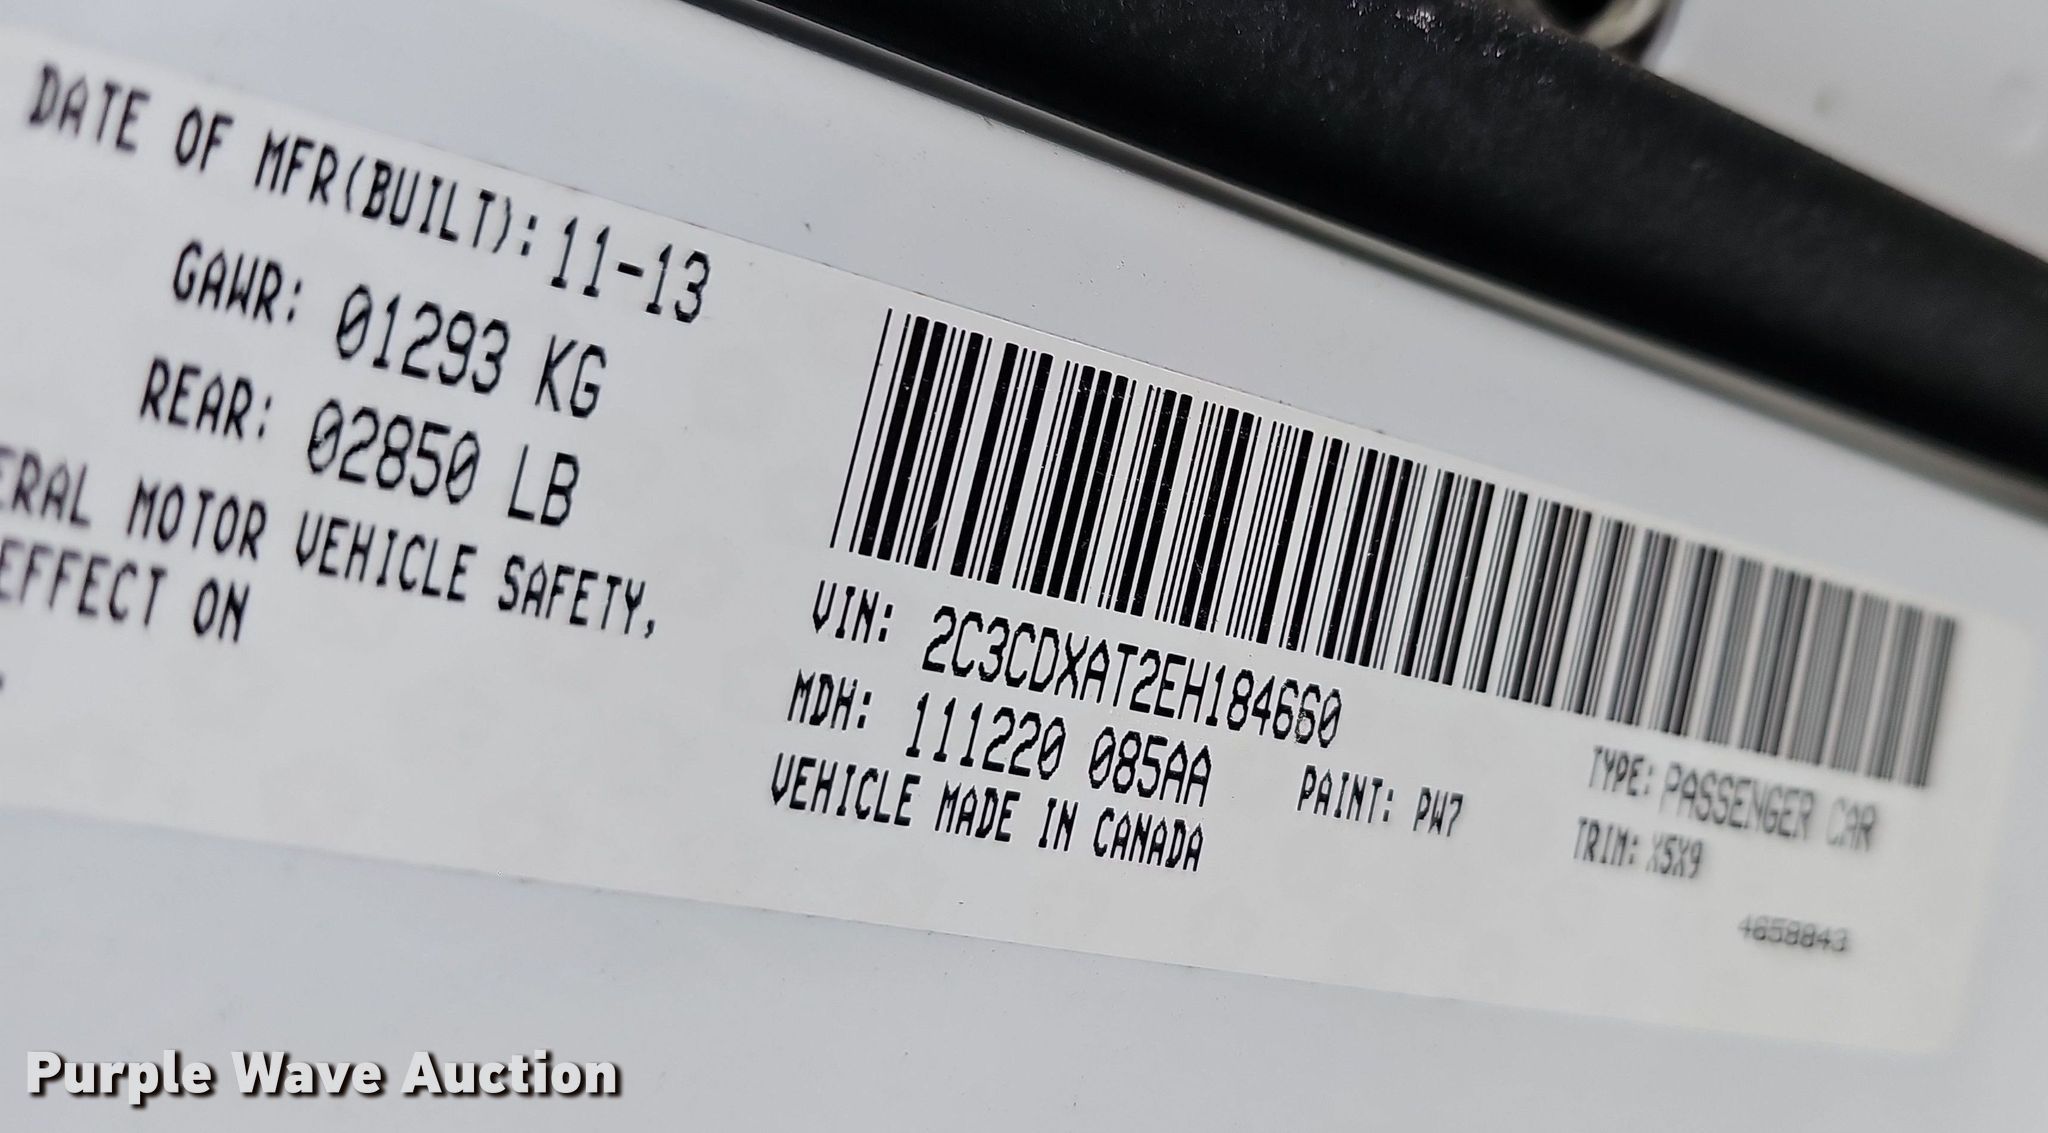 DATE OF MFR(BUILT): 11-13
GAWR: 01293 KG
REAR: 02850 LB
ERAL MOTOR VEHICLE SAFETY,
EFFECT ON
VIN: 2C3CDXAT2EH184660
MDH: 111220 085AA
PAINT: PW7
VEHICLE MADE IN CANADA
TYPE: PASSENGER CAR
TRIM: X5X9
4658843
Purple Wave Auction